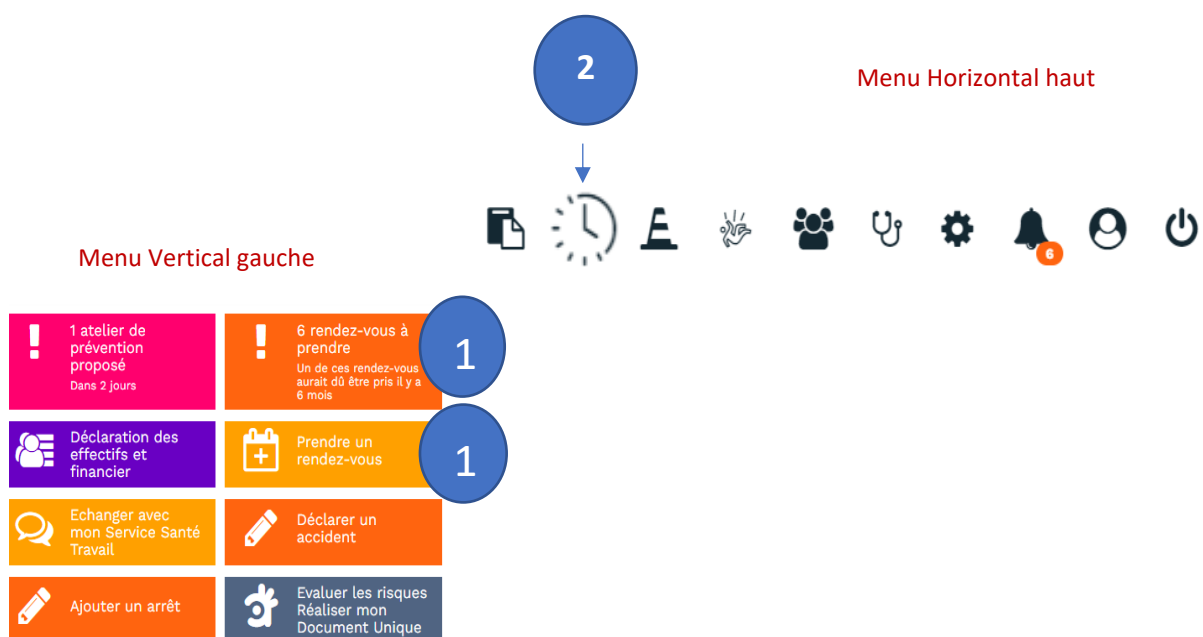 2
Menu Horizontal haut
6
Menu Vertical gauche
1 atelier de
prévention
proposé
Dans 2 jours
6 rendez-vous à
prendre
Un de ces rendez-vous
aurait dû être pris il y a
6 mois
1
Déclaration des
effectifs et
financier
Prendre un
rendez-vous
1
Echanger avec
mon Service Santé
Travail
Déclarer un
accident
Ajouter un arrêt
Evaluer les risques
Réaliser mon
Document Unique